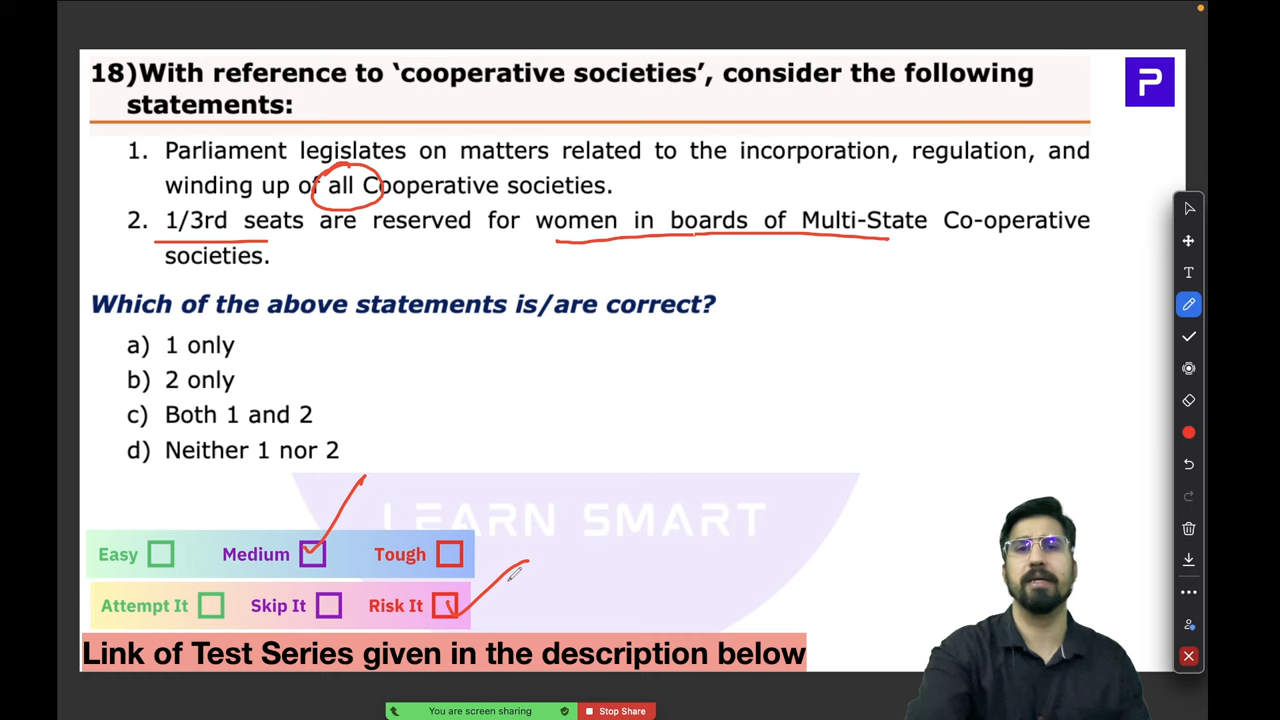 18)With reference to ‘cooperative societies’, consider the following
statements:
P
1. Parliament legislates on matters related to the incorporation, regulation, and
winding up of all Cooperative societies.
2. 1/3rd seats are reserved for women in boards of Multi-State Co-operative
societies.
Which of the above statements is/are correct?
a) 1 only
b) 2 only
c) Both 1 and 2
d) Neither 1 nor 2
LEARN SMART
Easy Medium Tough
Attempt It Skip It Risk It
Link of Test Series given in the description below
T
You are screen sharing Stop Share